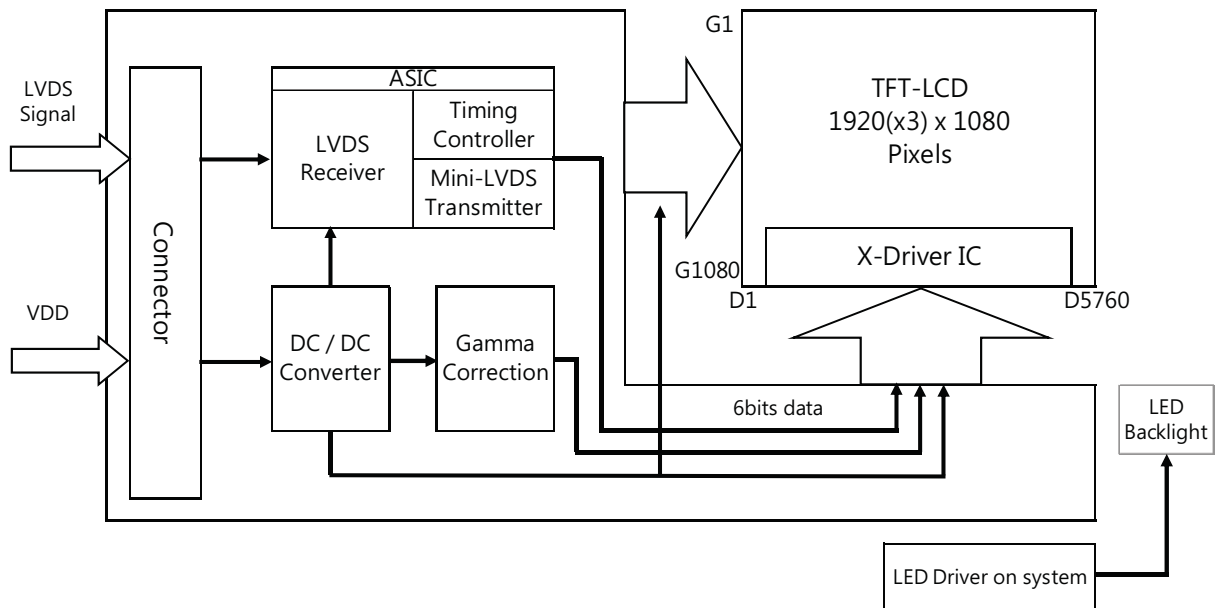 LVDS
Signal
VDD
Connector
ASIC
LVDS
Receiver
Timing
Controller
Mini-LVDS
Transmitter
DC / DC
Converter
Gamma
Correction
G1
TFT-LCD
1920(x3) x 1080
Pixels
G1080
X-Driver IC
D1
D5760
6bits data
LED
Backlight
LED Driver on system